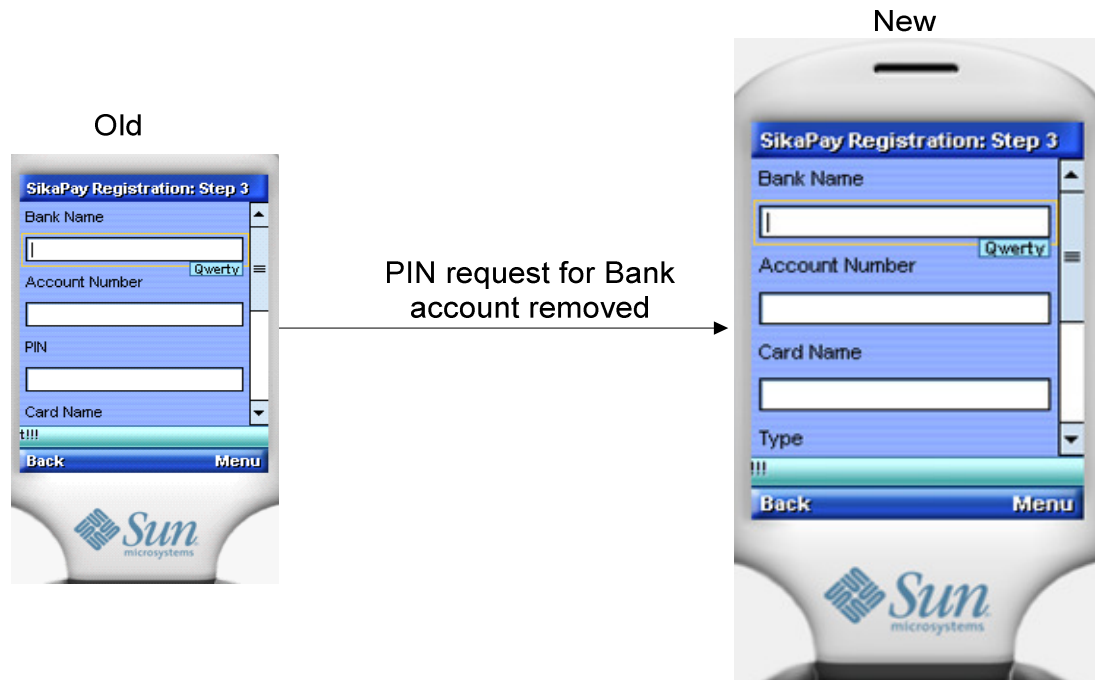 Old
SikaPay Registration: Step 3
Bank Name
Qwerty
Account Number
PIN
Card Name
t!!!
Back Menu
Sun
microsystems
PIN request for Bank
account removed
New
SikaPay Registration: Step 3
Bank Name
Qwerty
Account Number
Card Name
Type
!!!
Back Menu
Sun
microsystems